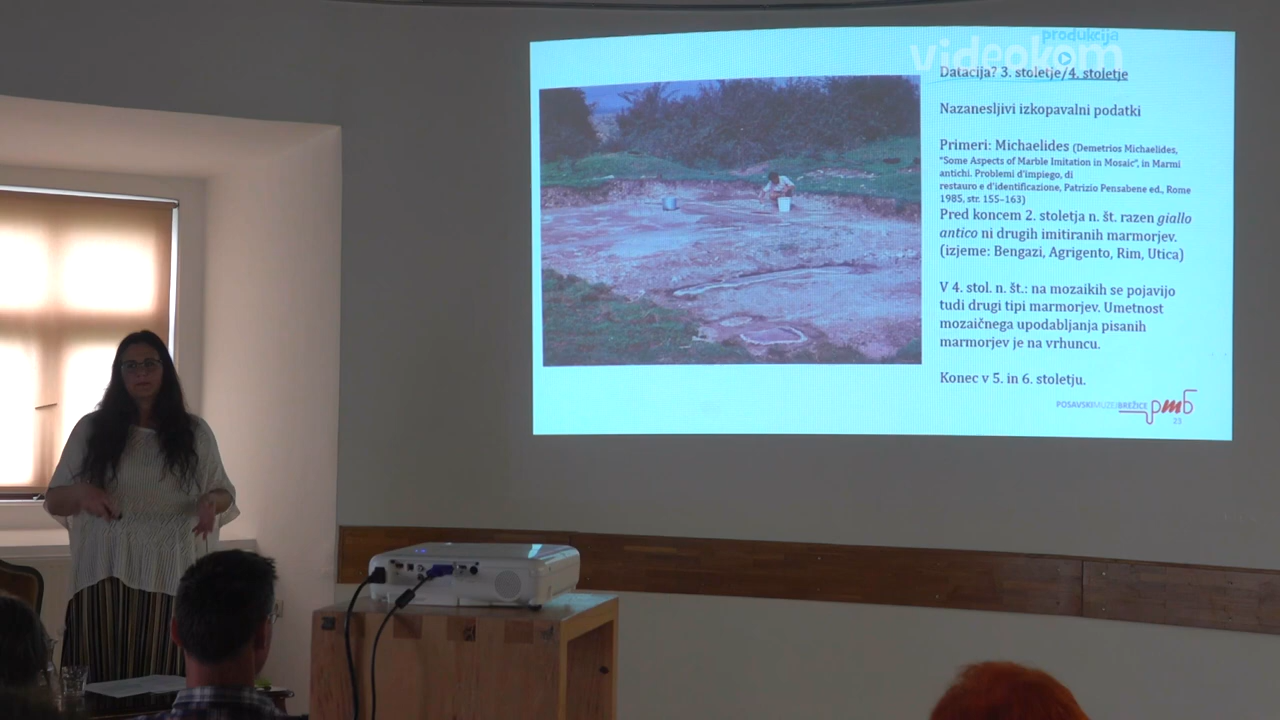 produkcija
videokom
Datacija? 3. stoletje/4. stoletje
Nazanesljivi izkopavalni podatki
Primeri: Michaelides (Demetrios Michaelides,
"Some Aspects of Marble Imitation in Mosaic", in Marmi
antichi. Problemi d'impiego, di
restauro e d'identificazione, Patrizio Pensabene ed., Rome
1985, str. 155–163)
Pred koncem 2. stoletja n. št. razen giallo
antico ni drugih imitiranih marmorjev.
(izjeme: Bengazi, Agrigento, Rim, Utica)
V 4. stol. n. št.: na mozaikih se pojavijo
tudi drugi tipi marmorjev. Umetnost
mozaičnega upodabljanja pisanih
marmorjev je na vrhuncu.
Konec v 5. in 6. stoletju.
POSAVSKIMUZEJBREŽICE pmb
23